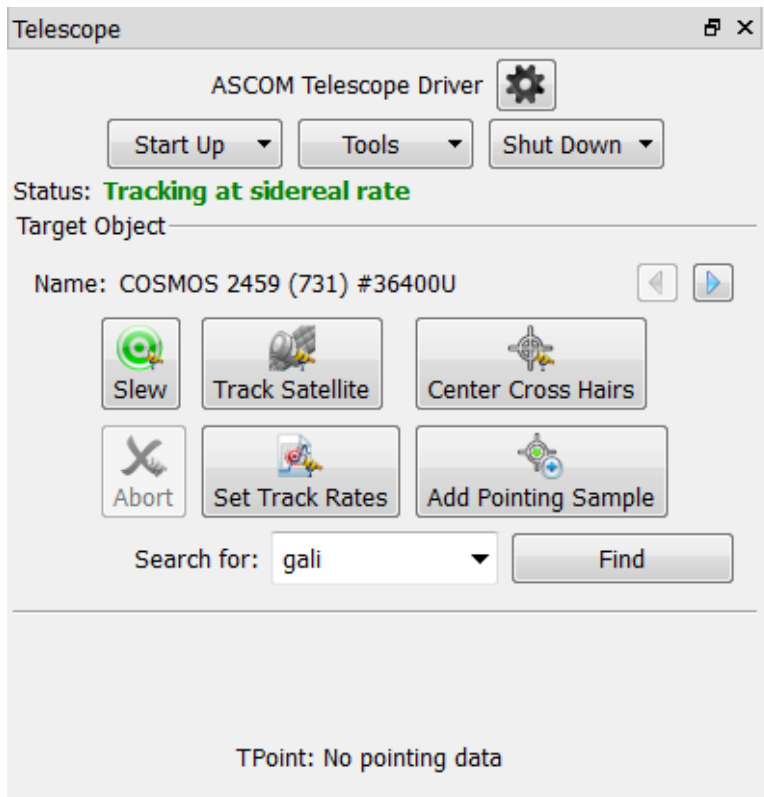 Telescope
ASCOM Telescope Driver
Start Up Tools Shut Down
Status: Tracking at sidereal rate
Target Object
Name: COSMOS 2459 (731) #36400U
Slew Track Satellite Center Cross Hairs
Abort Set Track Rates Add Pointing Sample
Search for: gali Find
TPoint: No pointing data